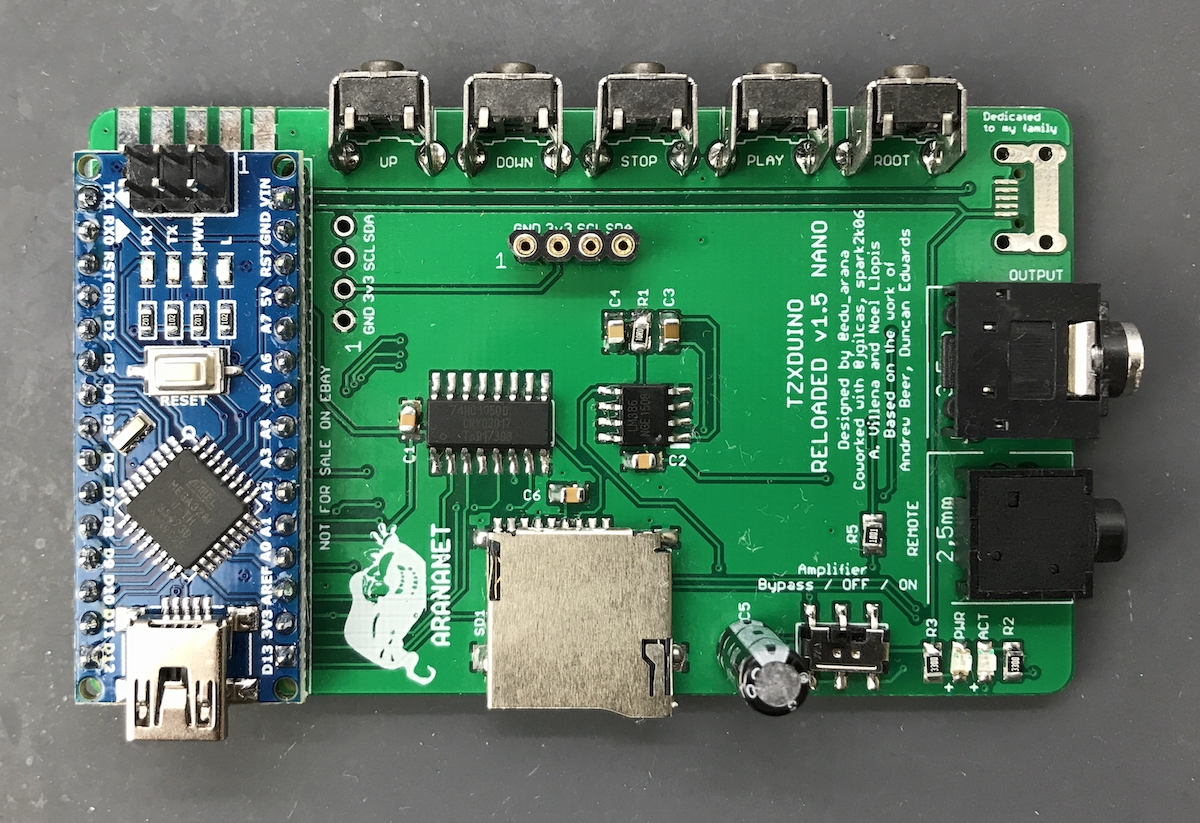 UP
DOWN
STOP
PLAY
ROOT
Dedicated
to my family
1
RX
TX
PWR
L
TX1
RX0
RST
GND
D2
D3
D4
D5
D6
D7
D8
D9
D10
D11
D12
VIN
GND
RST
5V
A7
A6
A5
A4
A3
A2
A1
A0
AREF
3V3
D13
RESET
GND 3v3 SCL SDA
1
GND 3v3 SCL SDA
1
NOT FOR SALE ON EBAY
C4
R1
C3
C1
C2
C6
LM386
TZXDUINO
RELOADED v1.5 NANO
Designed by @edu_arana
Coworked with @jgilcas, spark2k06
A. Villena and Noel Llopis
Based on the work of
Andrew Beer, Duncan Eduards
OUTPUT
REMOTE
2,5mm
R5
Amplifier
Bypass / OFF / ON
ARANANET
SD1
C5
R3
PWR
ACT
R2
+
+